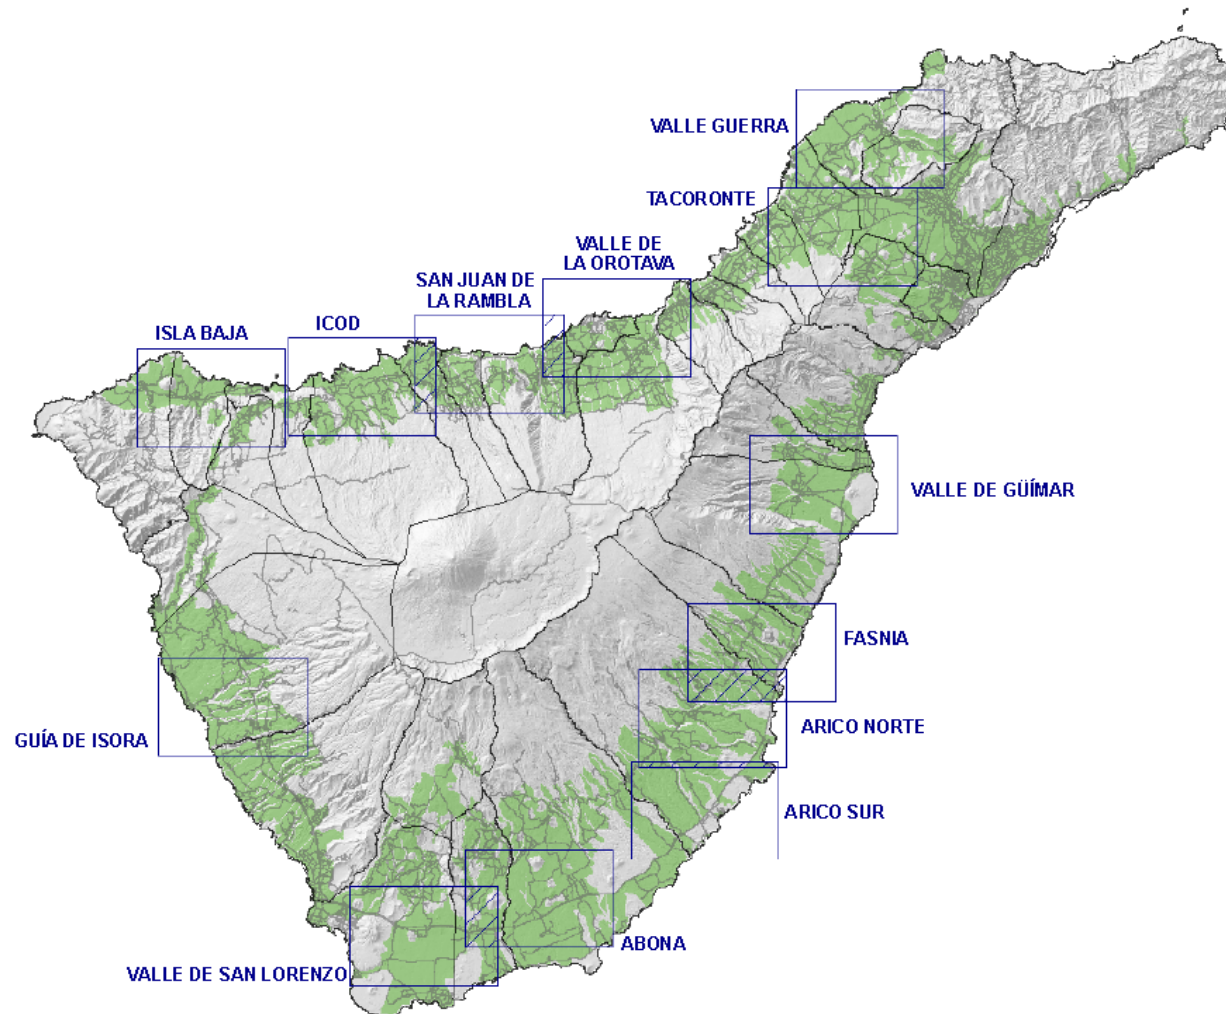 VALLE GUERRA
TACORONTE
VALLE DE
LA OROTAVA
SAN JUAN DE
LA RAMBLA
ICOD
ISLA BAJA
VALLE DE GÜÍMAR
FASNIA
ARICO NORTE
GUÍA DE ISORA
ARICO SUR
ABONA
VALLE DE SAN LORENZO